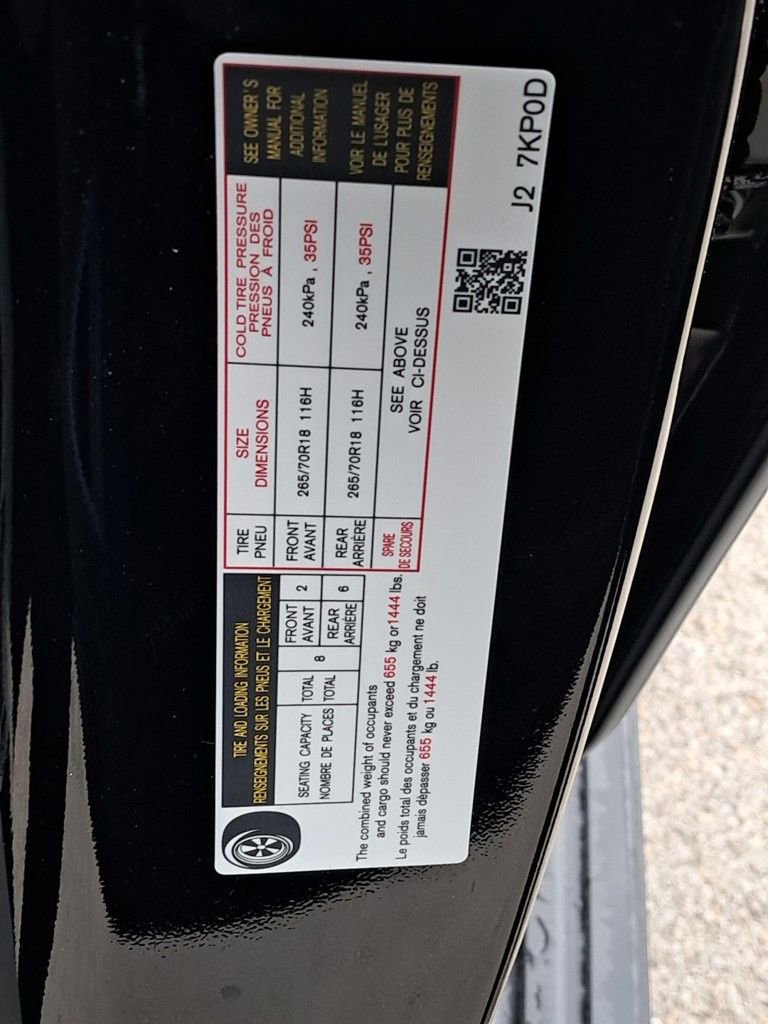 TIRE AND LOADING INFORMATION
RENSEIGNEMENTS SUR LES PNEUS ET LE CHARGEMENT
SEATING CAPACITY TOTAL 8 FRONT 2
NOMBRE DE PLACES TOTAL AVANT
REAR 6
ARRIÈRE
The combined weight of occupants
and cargo should never exceed 655 kg or1444 lbs.
Le poids total des occupants et du chargement ne doit
jamais dépasser 655 kg ou 1444 lb.
TIRE SIZE COLD TIRE PRESSURE
PNEU DIMENSIONS PRESSION DES
PNEUS À FROID
FRONT 265/70R18 116H 240kPa , 35PSI
AVANT
REAR 265/70R18 116H 240kPa , 35PSI
ARRIÈRE
SPARE SEE ABOVE
DE SECOURS VOIR CI-DESSUS
SEE OWNER'S
MANUAL FOR
ADDITIONAL
INFORMATION
VOIR LE MANUEL
DE L'USAGER
POUR PLUS DE
RENSEIGNEMENTS
J2 7KP0D